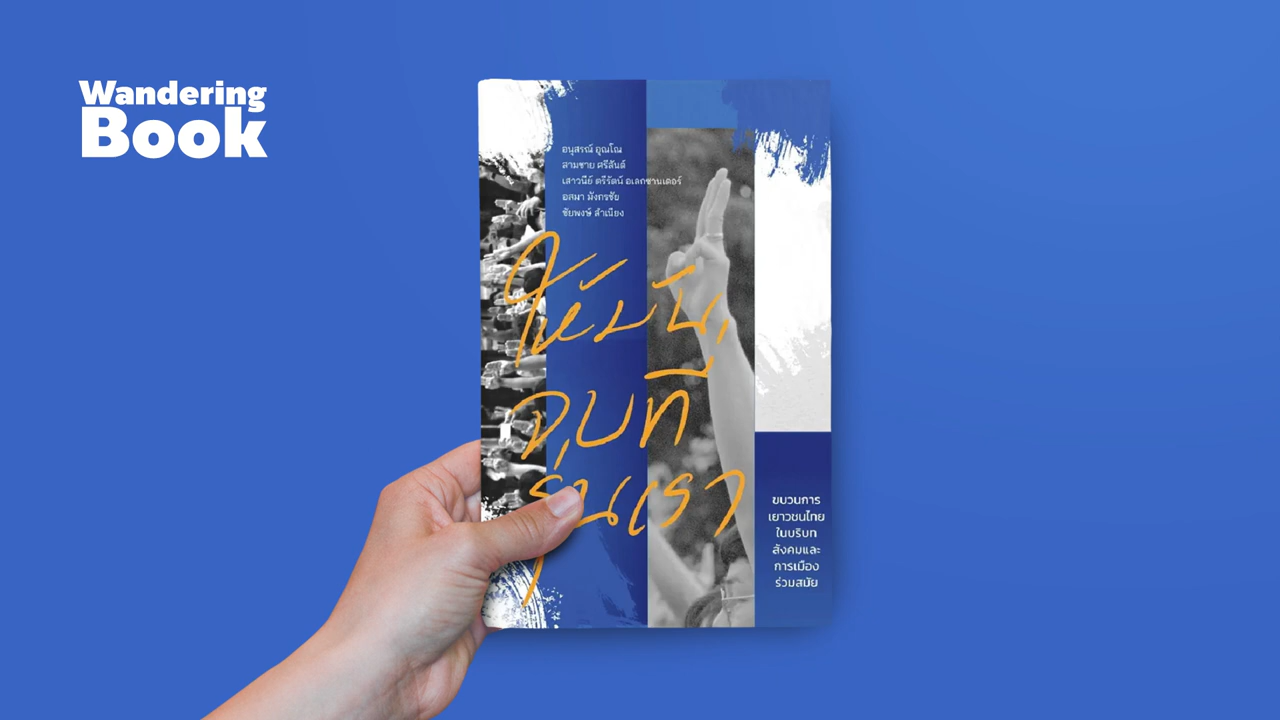 Wandering
Book
อนุสรณ์ อุณโณ
สามชาย ศรีสันต์
เสาวนีย์ ตรีรัตน์ อเลกซานเดอร์
อสมา มังกรชัย
ชัยพงษ์ สำเนียง
ให้มัน
จบที่
รุ่นเรา
ขบวนการ
เยาวชนไทย
ในบริบท
สังคมและ
การเมือง
ร่วมสมัย